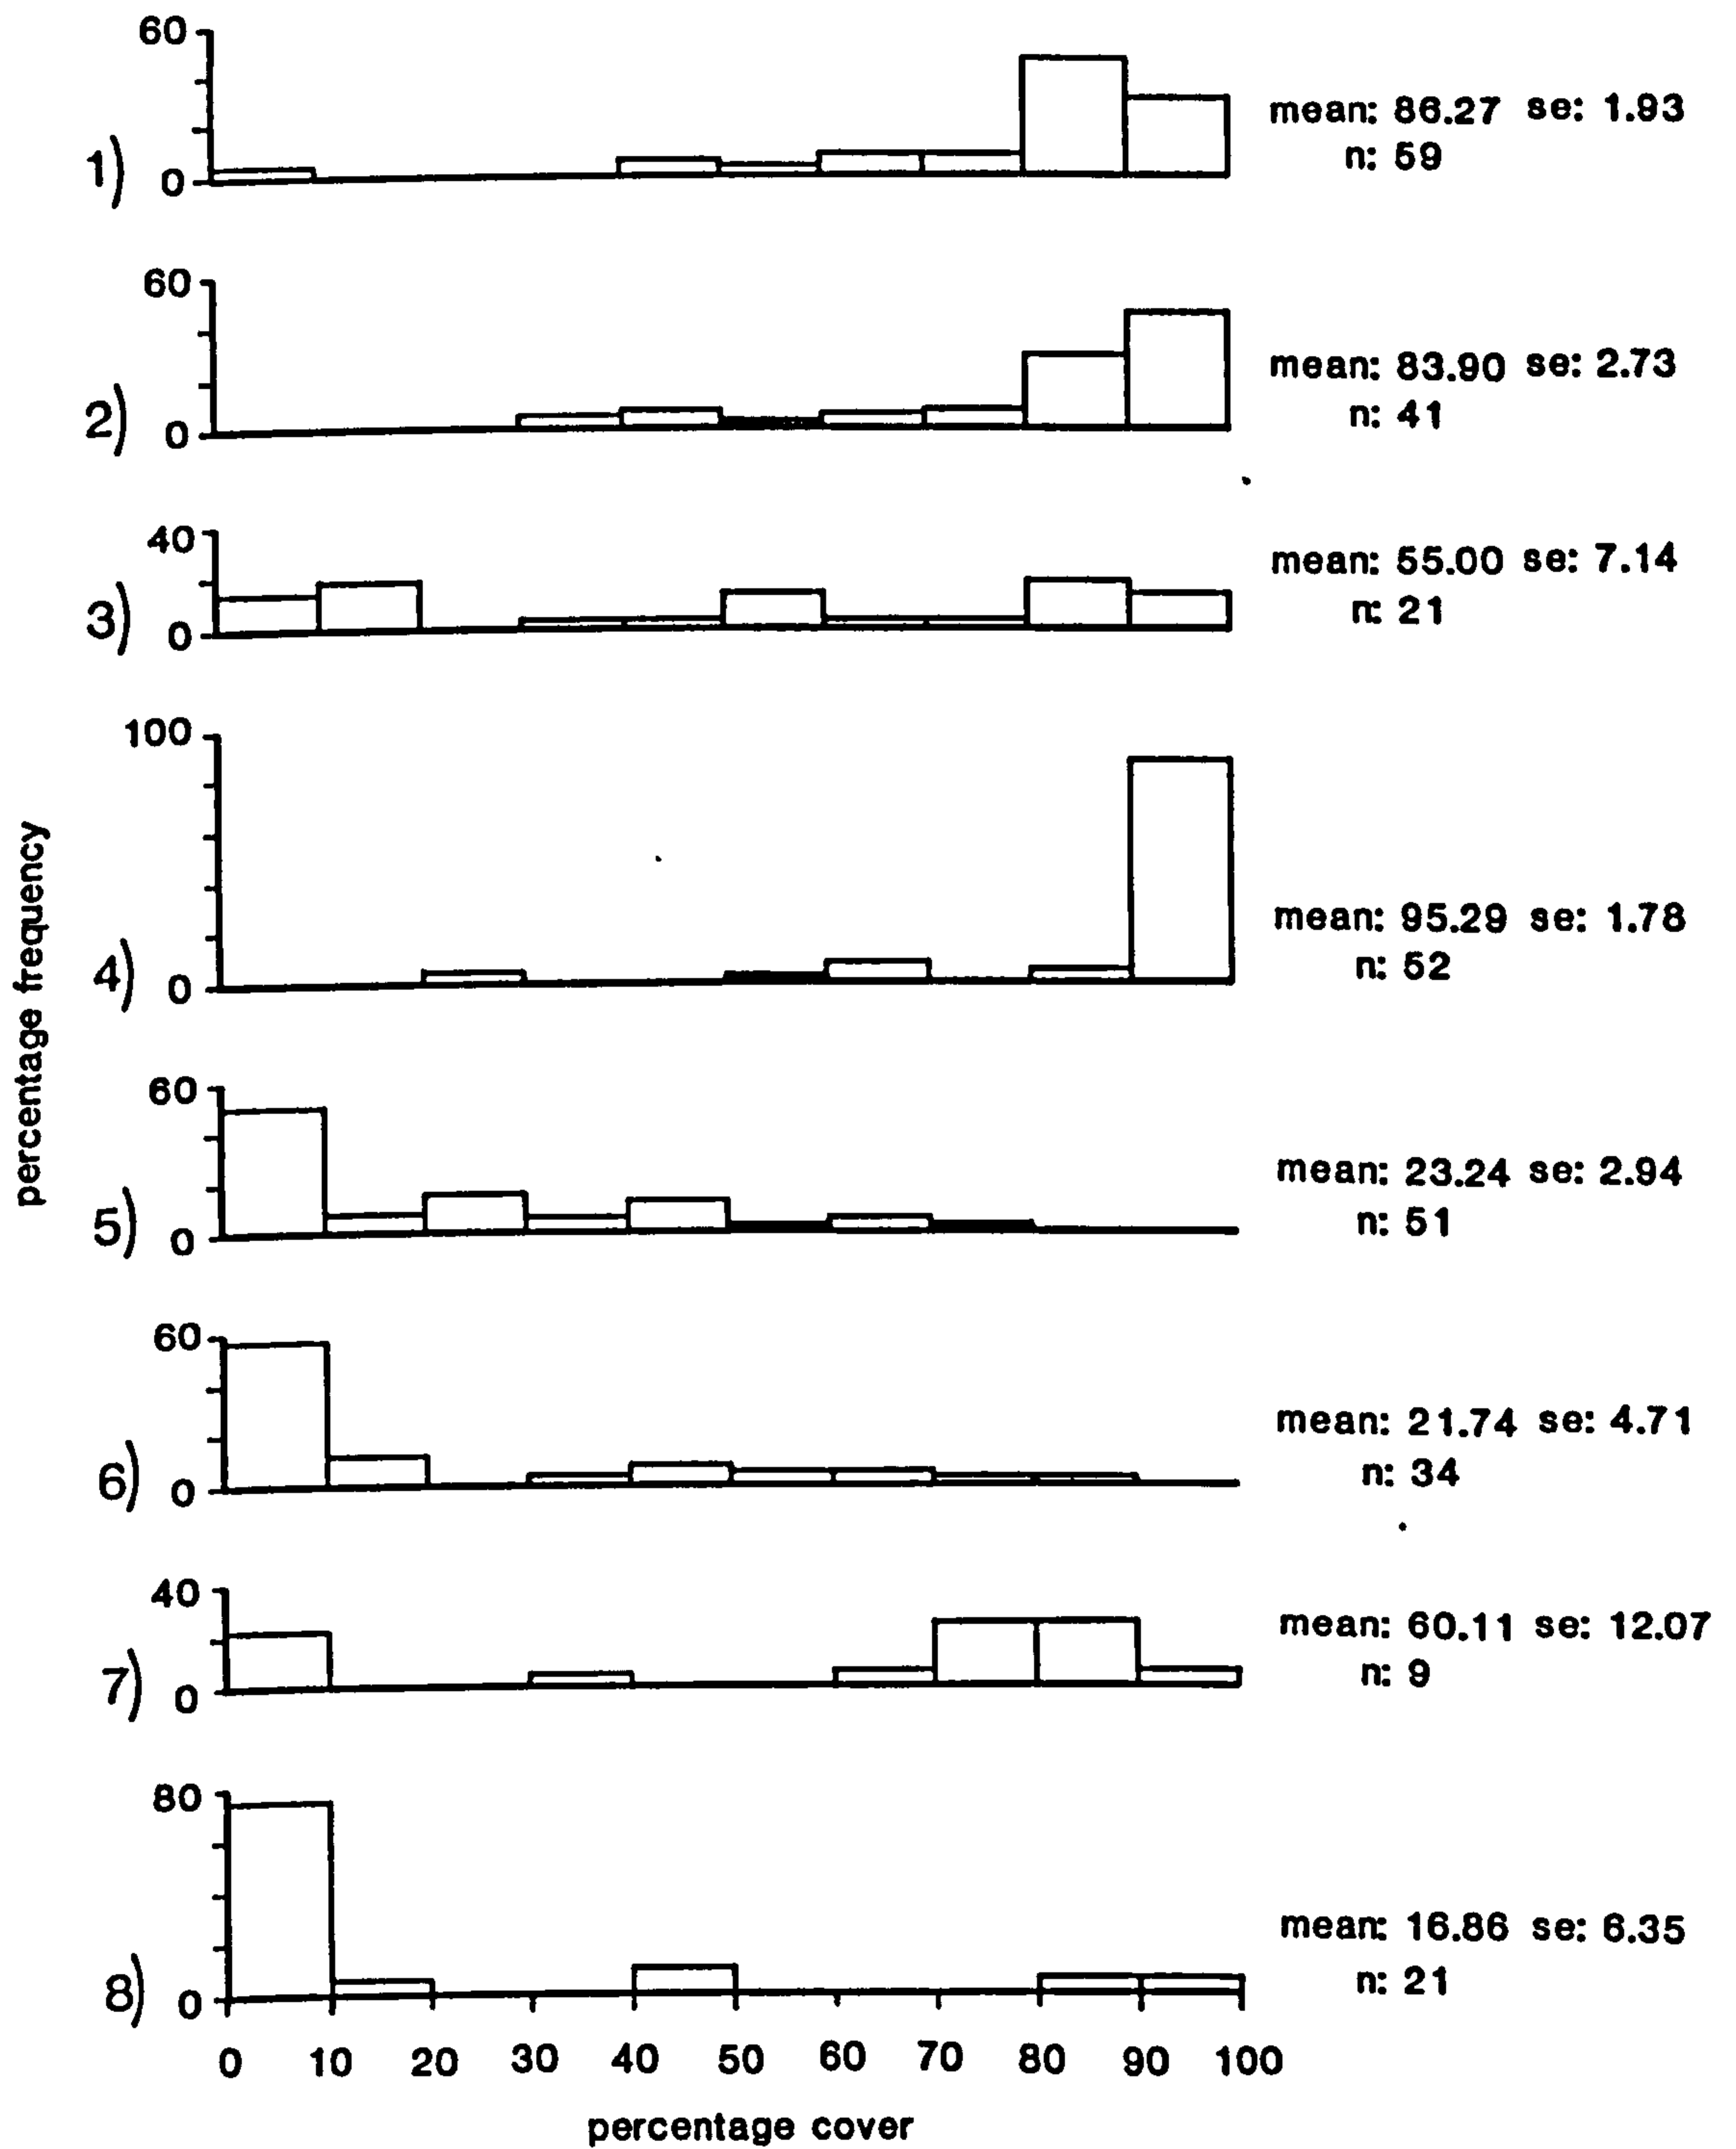 60
1)
0
mean: 86.27 se: 1.93
n: 59
60
2)
0
mean: 83.90 se: 2.73
n: 41
40
3)
0
mean: 55.00 se: 7.14
n: 21
100
4)
0
mean: 95.29 se: 1.78
n: 52
percentage frequency
60
5)
0
mean: 23.24 se: 2.94
n: 51
60
6)
0
mean: 21.74 se: 4.71
n: 34
40
7)
0
mean: 60.11 se: 12.07
n: 9
80
8)
0
mean: 16.86 se: 6.35
n: 21
0 10 20 30 40 50 60 70 80 90 100
percentage cover